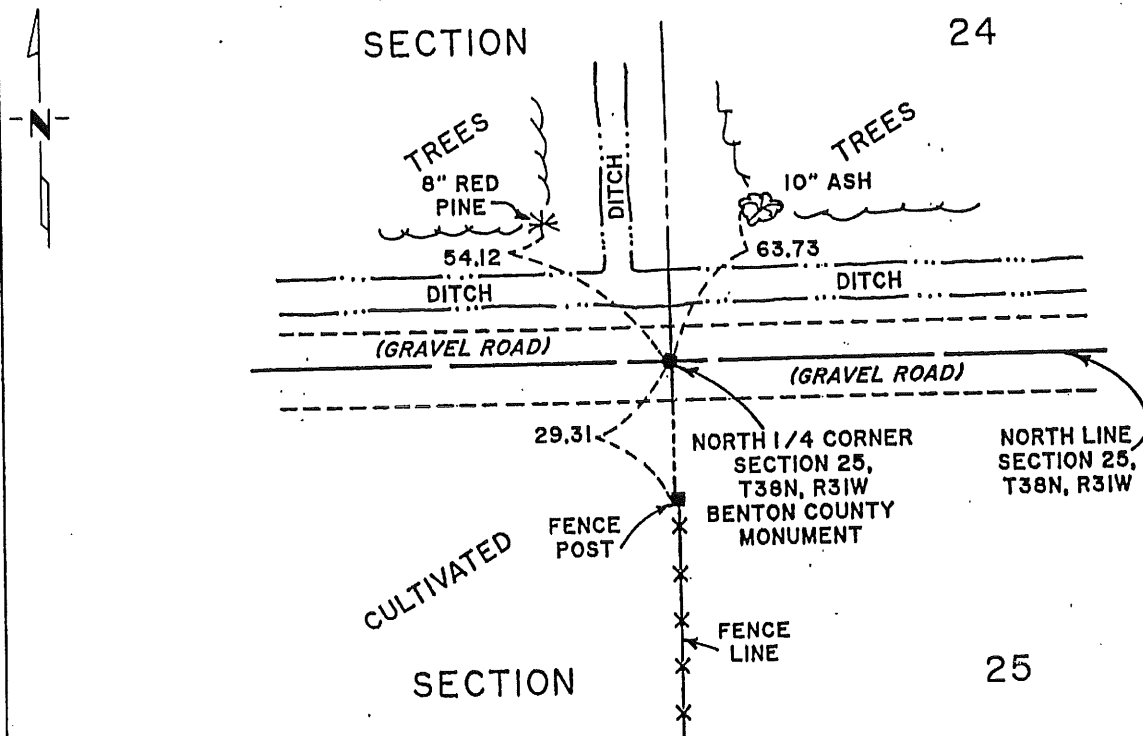 SECTION 24
N
TREES
TREES
8" RED
PINE
10" ASH
DITCH
54.12
63.73
DITCH
DITCH
(GRAVEL ROAD)
(GRAVEL ROAD)
29.31
NORTH 1/4 CORNER
SECTION 25,
T38N, R31W
BENTON COUNTY
MONUMENT
NORTH LINE
SECTION 25,
T38N, R31W
FENCE
POST
CULTIVATED
FENCE
LINE
SECTION 25